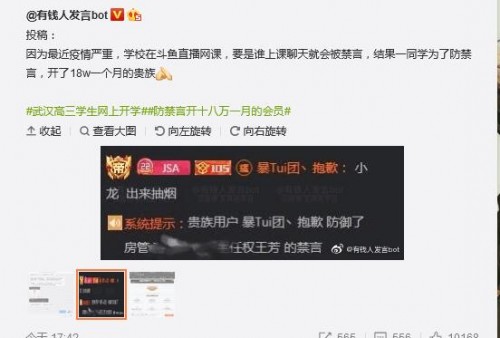 @有钱人发言bot
投稿：
因为最近疫情严重，学校在斗鱼直播网课，要是谁上课聊天就会被禁言，结果一同学为了防禁
言，开了18w一个月的贵族
#武汉高三学生网上开学##防禁言开十八万一月的会员#
收起 查看大图 向左旋转 向右旋转
帝 28 JSA 105 暴Tui团丶抱歉：小
龙 出来抽烟
系统提示：贵族用户 暴Tui团丶抱歉 防御了
房管 主任权王芳 的禁言
@有钱人发言bot
今天 17:42 565 556 10168